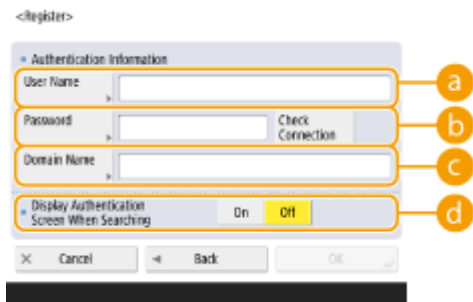 <Register>
Authentication Information
User Name
a
Password
Check
Connection
b
Domain Name
c
Display Authentication
Screen When Searching
On
Off
d
× Cancel
◄ Back
OK